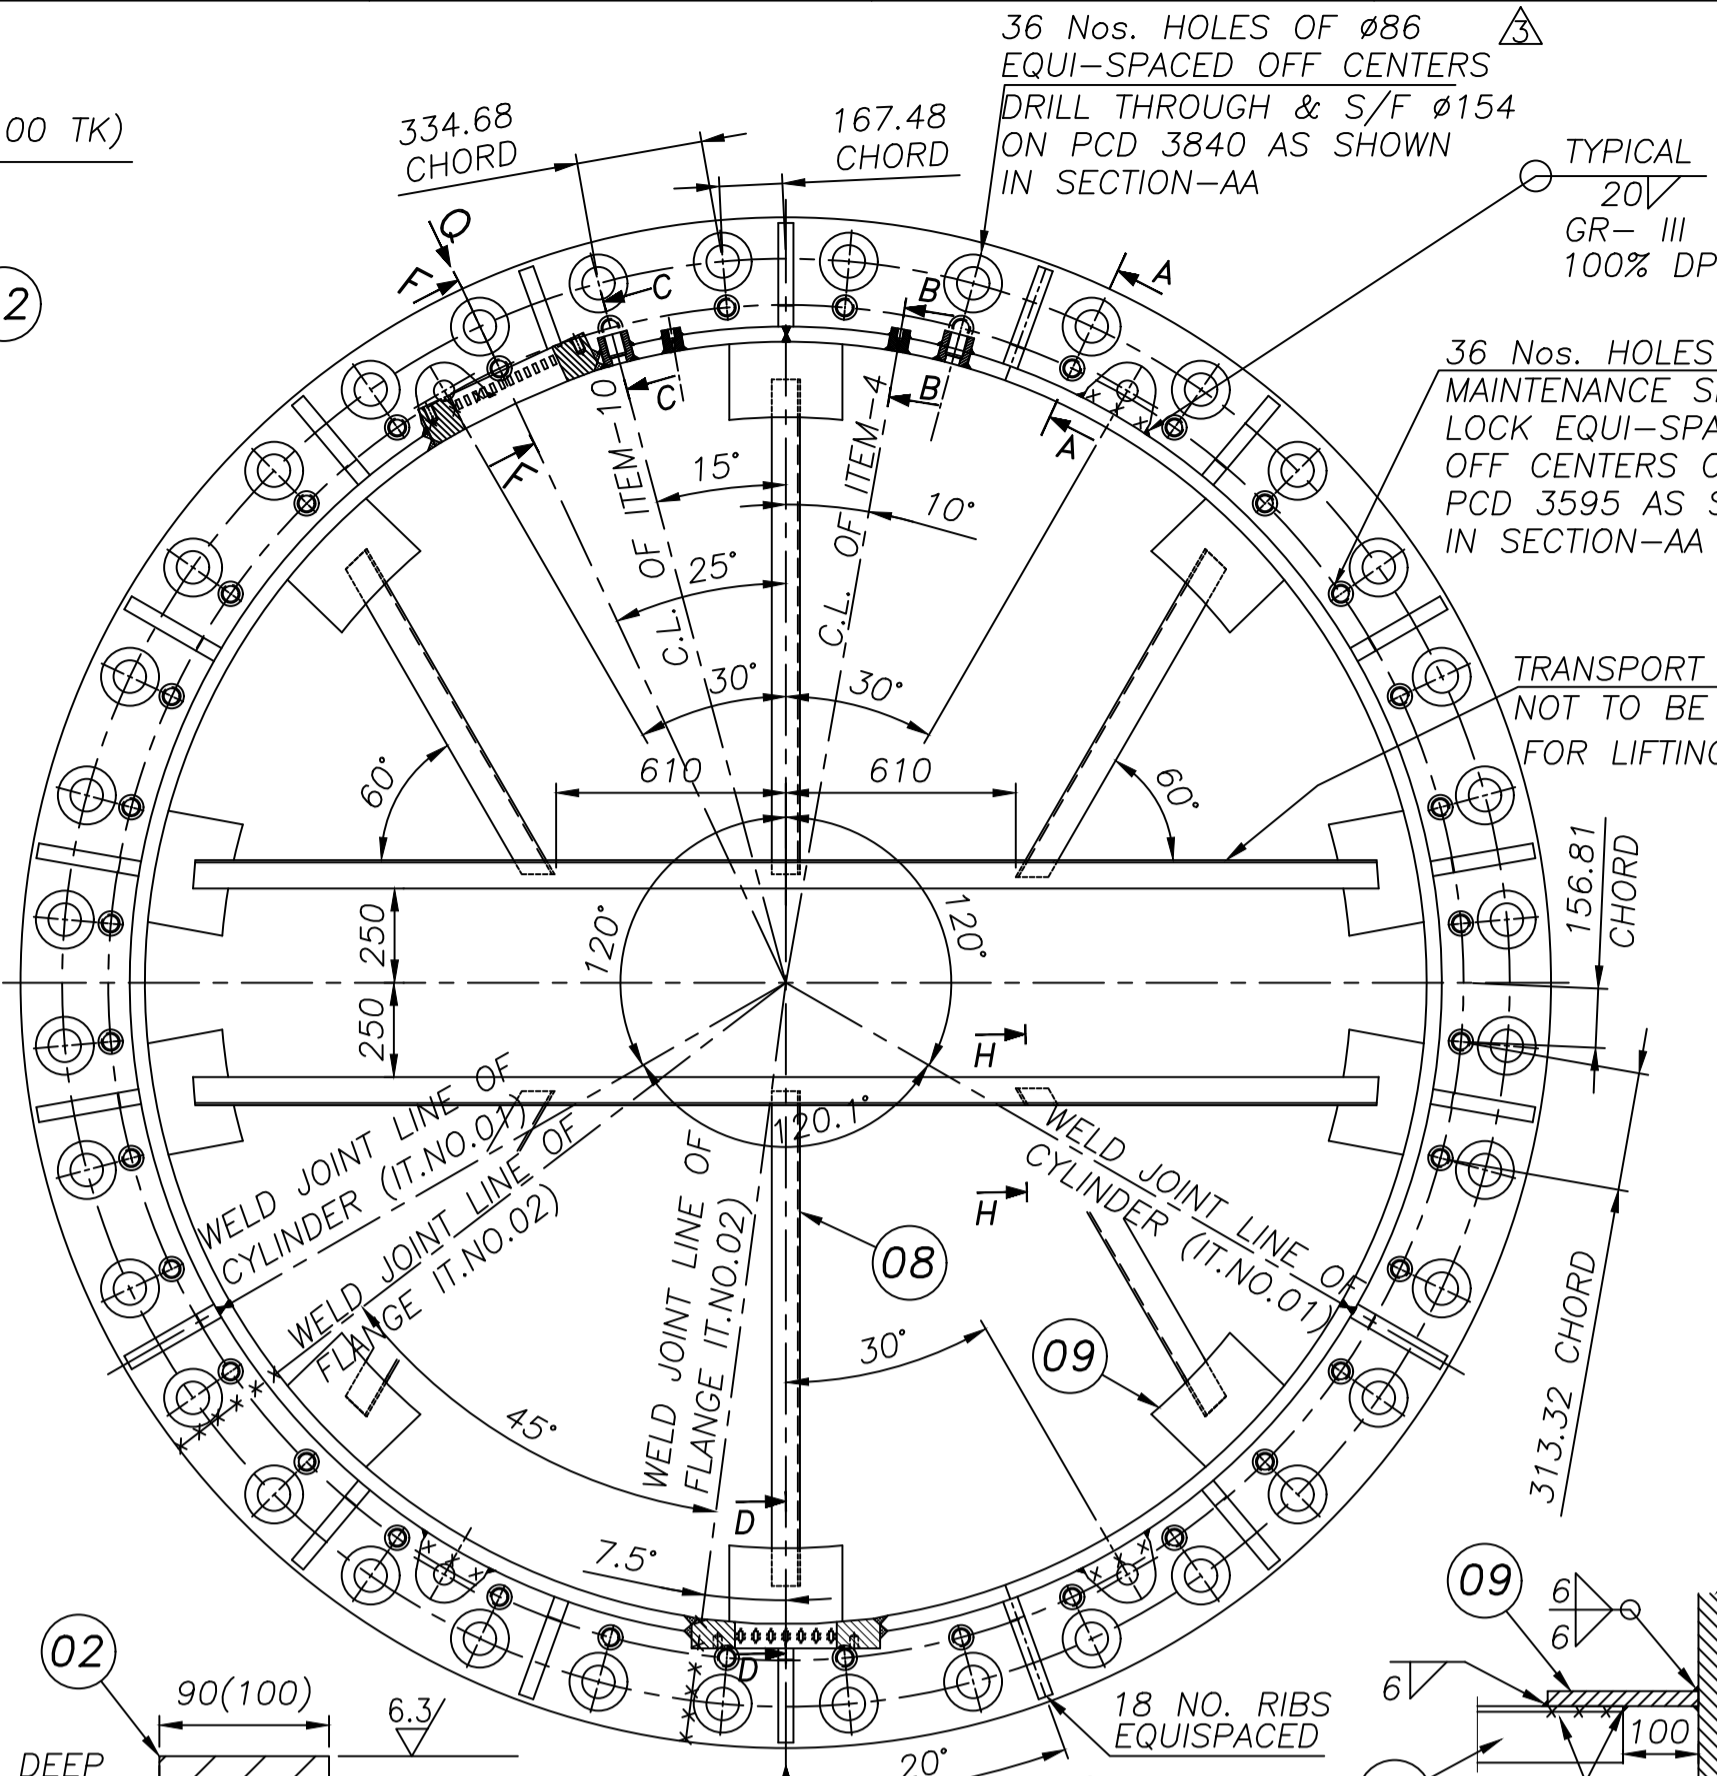 36 Nos. HOLES OF ø86
3
EQUI-SPACED OFF CENTERS
DRILL THROUGH & S/F ø154
ON PCD 3840 AS SHOWN
IN SECTION-AA
00 TK)
334.68
CHORD
167.48
CHORD
TYPICAL
20
GR- III
100% DP
2
Q
F
F
C
C
B
B
A
A
36 Nos. HOLES
MAINTENANCE
LOCK
OFF CENTERS
PCD 3595 AS
IN SECTION-AA
C.L. OF ITEM-10
C.L. OF ITEM-4
15°
10°
25°
30°
30°
TRANSPORT
NOT TO BE
FOR LIFTING
610
610
60°
60°
156.81
CHORD
250
250
120°
120°
120.1°
H
H
WELD JOINT LINE OF
CYLINDER (IT.NO.01)
WELD JOINT LINE OF
FLANGE IT.NO.02)
WELD JOINT LINE OF
FLANGE IT.NO.02)
WELD JOINT LINE OF
CYLINDER (IT.NO.01)
08
09
30°
45°
313.32 CHORD
D
D
7.5°
02
90(100)
6.3
DEEP
18 NO. RIBS
EQUISPACED
20°
09
6
6
6
100